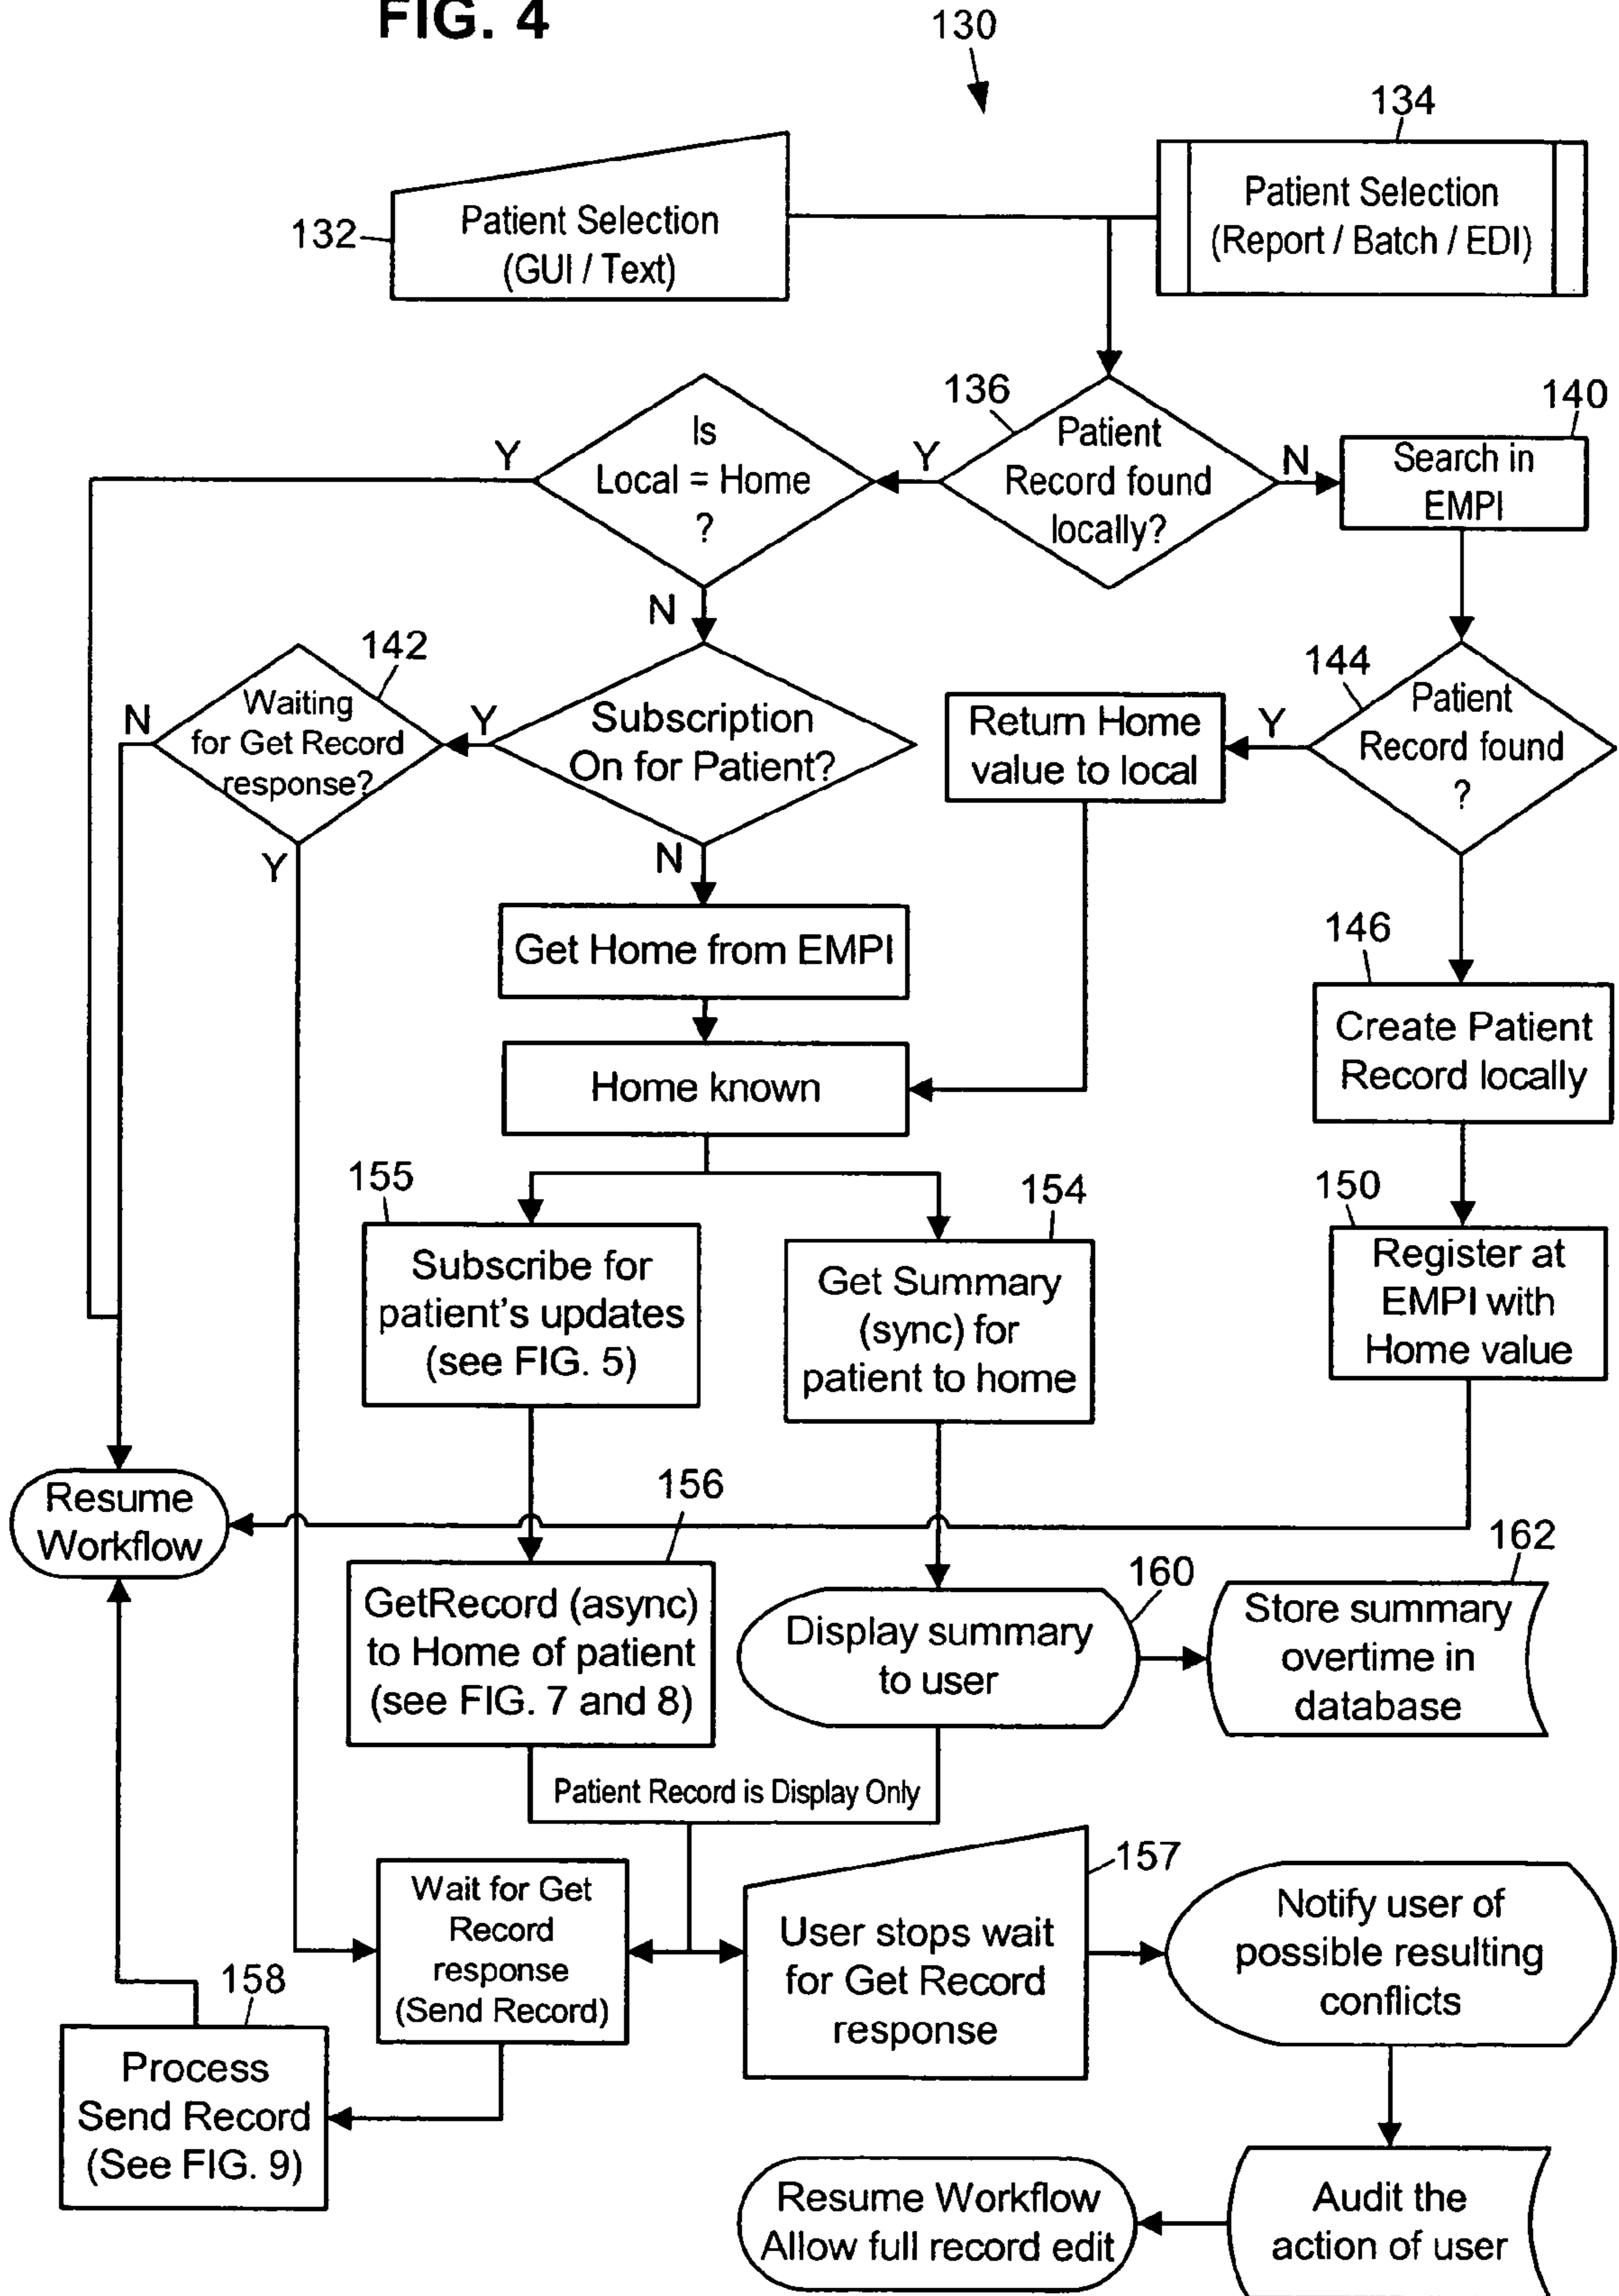 FIG. 4
130
134
Patient Selection
(Report / Batch / EDI)
132
Patient Selection
(GUI / Text)
136
140
Y
Is
Local = Home
?
Y
Patient
Record found
locally?
N
Search in
EMPI
N
142
144
N
Waiting
for Get Record
response?
Y
Subscription
On for Patient?
Return Home
value to local
Y
Patient
Record found
?
Y
N
146
Get Home from EMPI
Create Patient
Record locally
Home known
155
154
150
Subscribe for
patient's updates
(see FIG. 5)
Get Summary
(sync) for
patient to home
Register at
EMPI with
Home value
Resume
Workflow
156
162
160
GetRecord (async)
to Home of patient
(see FIG. 7 and 8)
Display summary
to user
Store summary
overtime in
database
Patient Record is Display Only
157
Wait for Get
Record
response
(Send Record)
User stops wait
for Get Record
response
Notify user of
possible resulting
conflicts
158
Process
Send Record
(See FIG. 9)
Resume Workflow
Allow full record edit
Audit the
action of user